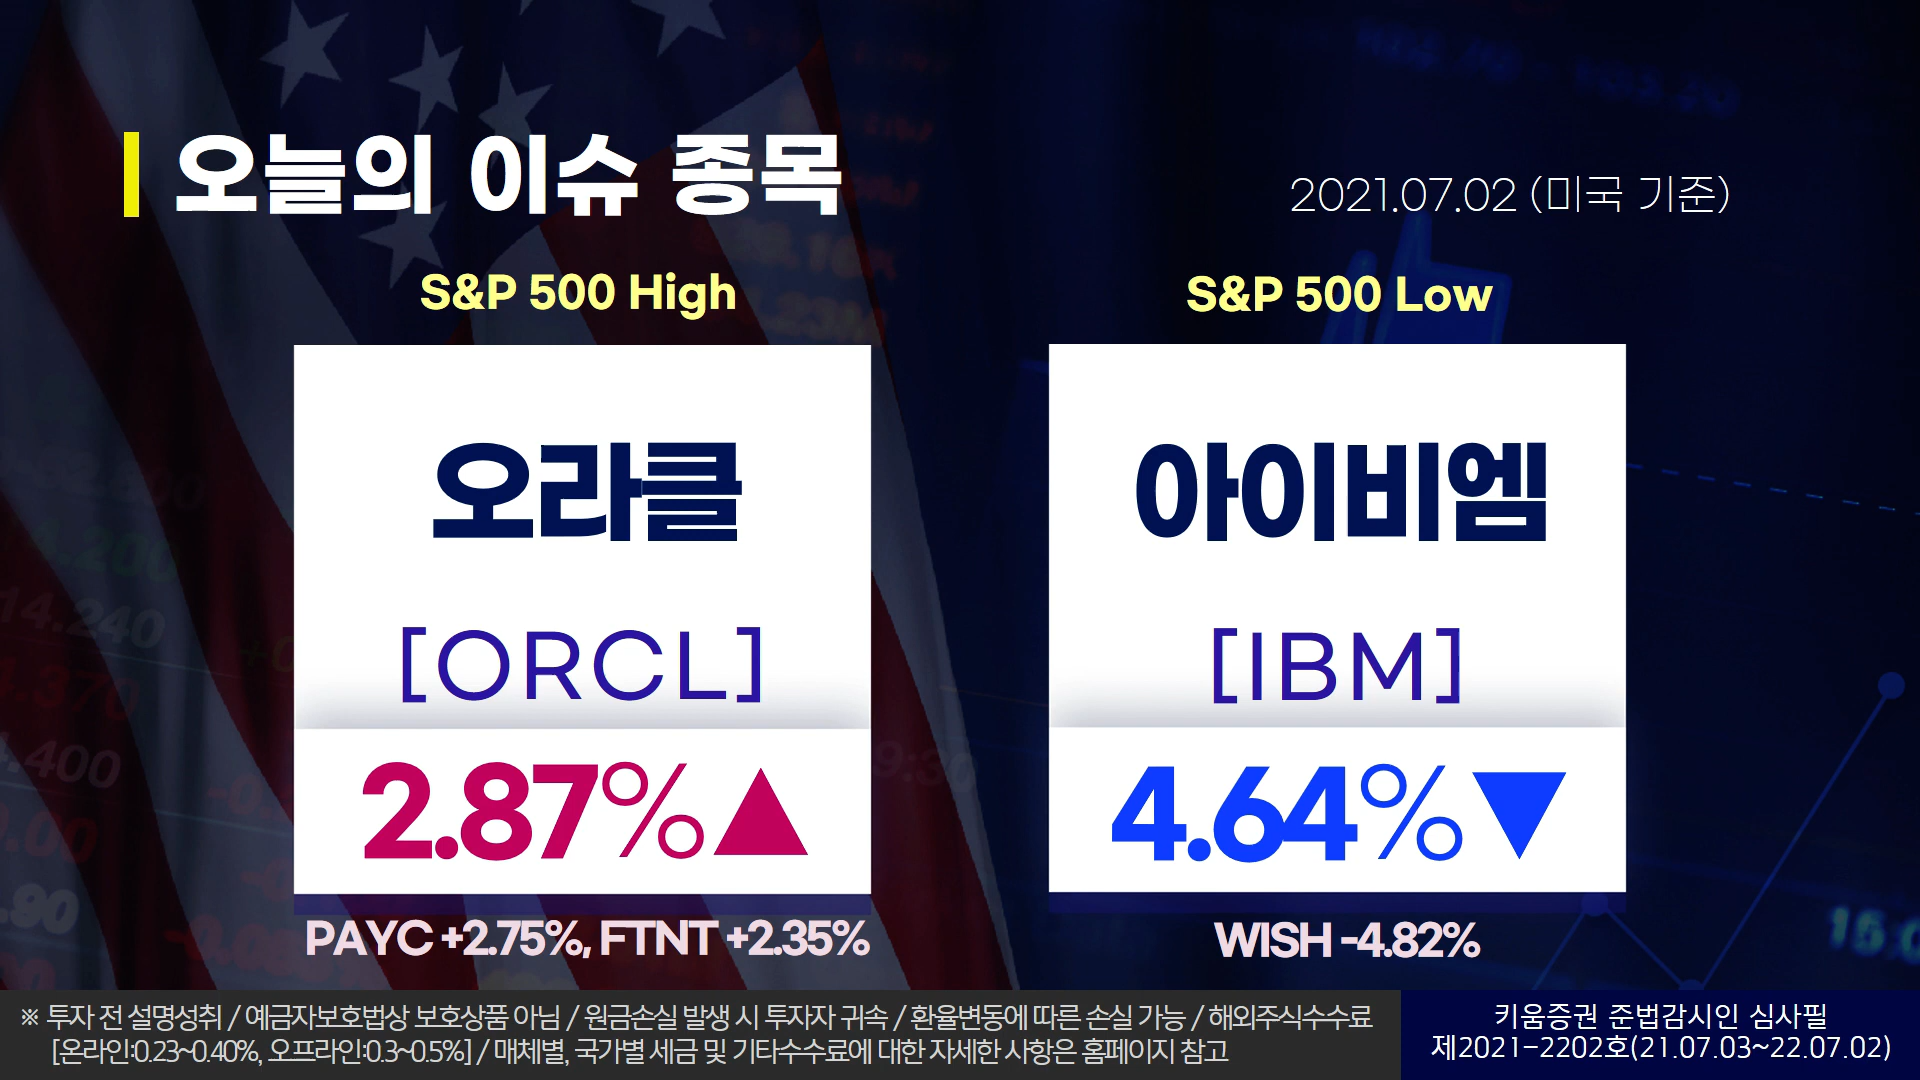 오늘의 이슈 종목
2021.07.02 (미국 기준)
S&P 500 High
S&P 500 Low
오라클
[ORCL]
2.87%▲
아이비엠
[IBM]
4.64%▼
PAYC +2.75%, FTNT +2.35%
WISH -4.82%
※ 투자 전 설명성취 / 예금자보호법상 보호상품 아님 / 원금손실 발생 시 투자자 귀속 / 환율변동에 따른 손실 가능 / 해외주식수수료
[온라인:0.23~0.40%, 오프라인:0.3~0.5%] / 매체별, 국가별 세금 및 기타수수료에 대한 자세한 사항은 홈페이지 참고
키움증권 준법감시인 심사필
제2021-2202호(21.07.03~22.07.02)
14.240
4.370
.400
.90
9:30